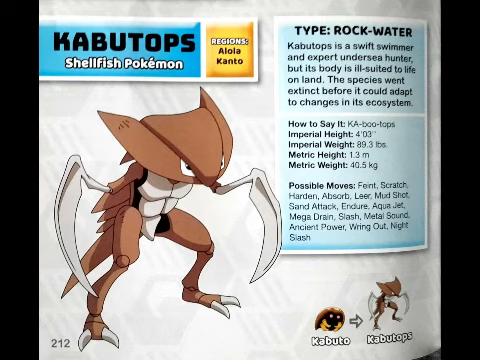 KABUTOPS
Shellfish Pokémon
REGIONS:
Alola
Kanto
TYPE: ROCK-WATER
Kabutops is a swift swimmer
and expert undersea hunter,
but its body is ill-suited to life
on land. The species went
extinct before it could adapt
to changes in its ecosystem.
How to Say It: KA-boo-tops
Imperial Height: 4'03"
Imperial Weight: 89.3 lbs.
Metric Height: 1.3 m
Metric Weight: 40.5 kg
Possible Moves: Feint, Scratch,
Harden, Absorb, Leer, Mud Shot,
Sand Attack, Endure, Aqua Jet,
Mega Drain, Slash, Metal Sound,
Ancient Power, Wring Out, Night
Slash
Kabuto
Kabutops
212